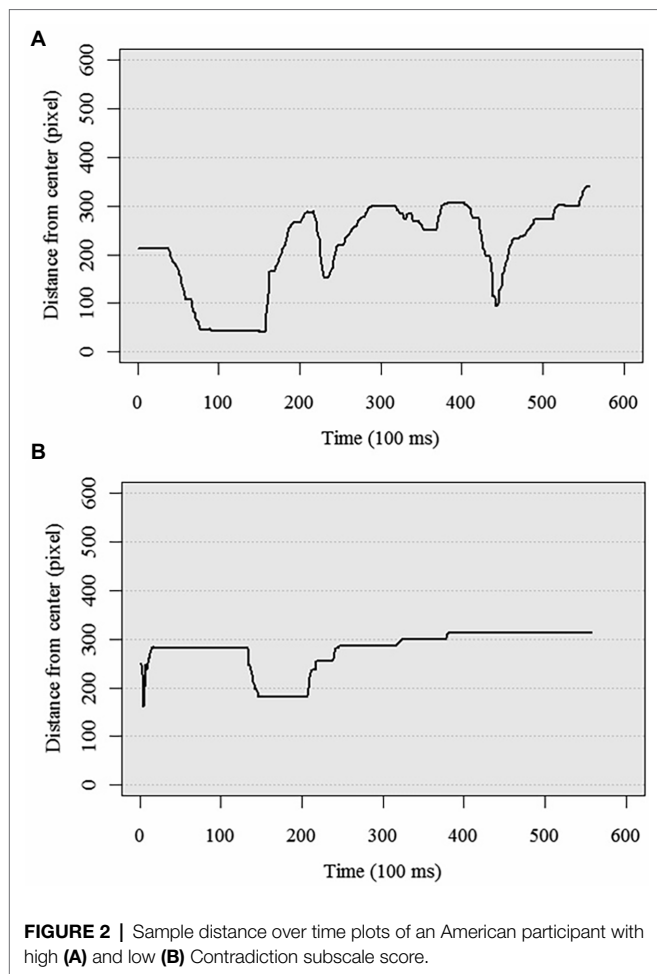 A
Distance from center (pixel)
600
500
400
300
200
100
0
0 100 200 300 400 500 600
Time (100 ms)
B
Distance from center (pixel)
600
500
400
300
200
100
0
0 100 200 300 400 500 600
Time (100 ms)
FIGURE 2 | Sample distance over time plots of an American participant with
high (A) and low (B) Contradiction subscale score.